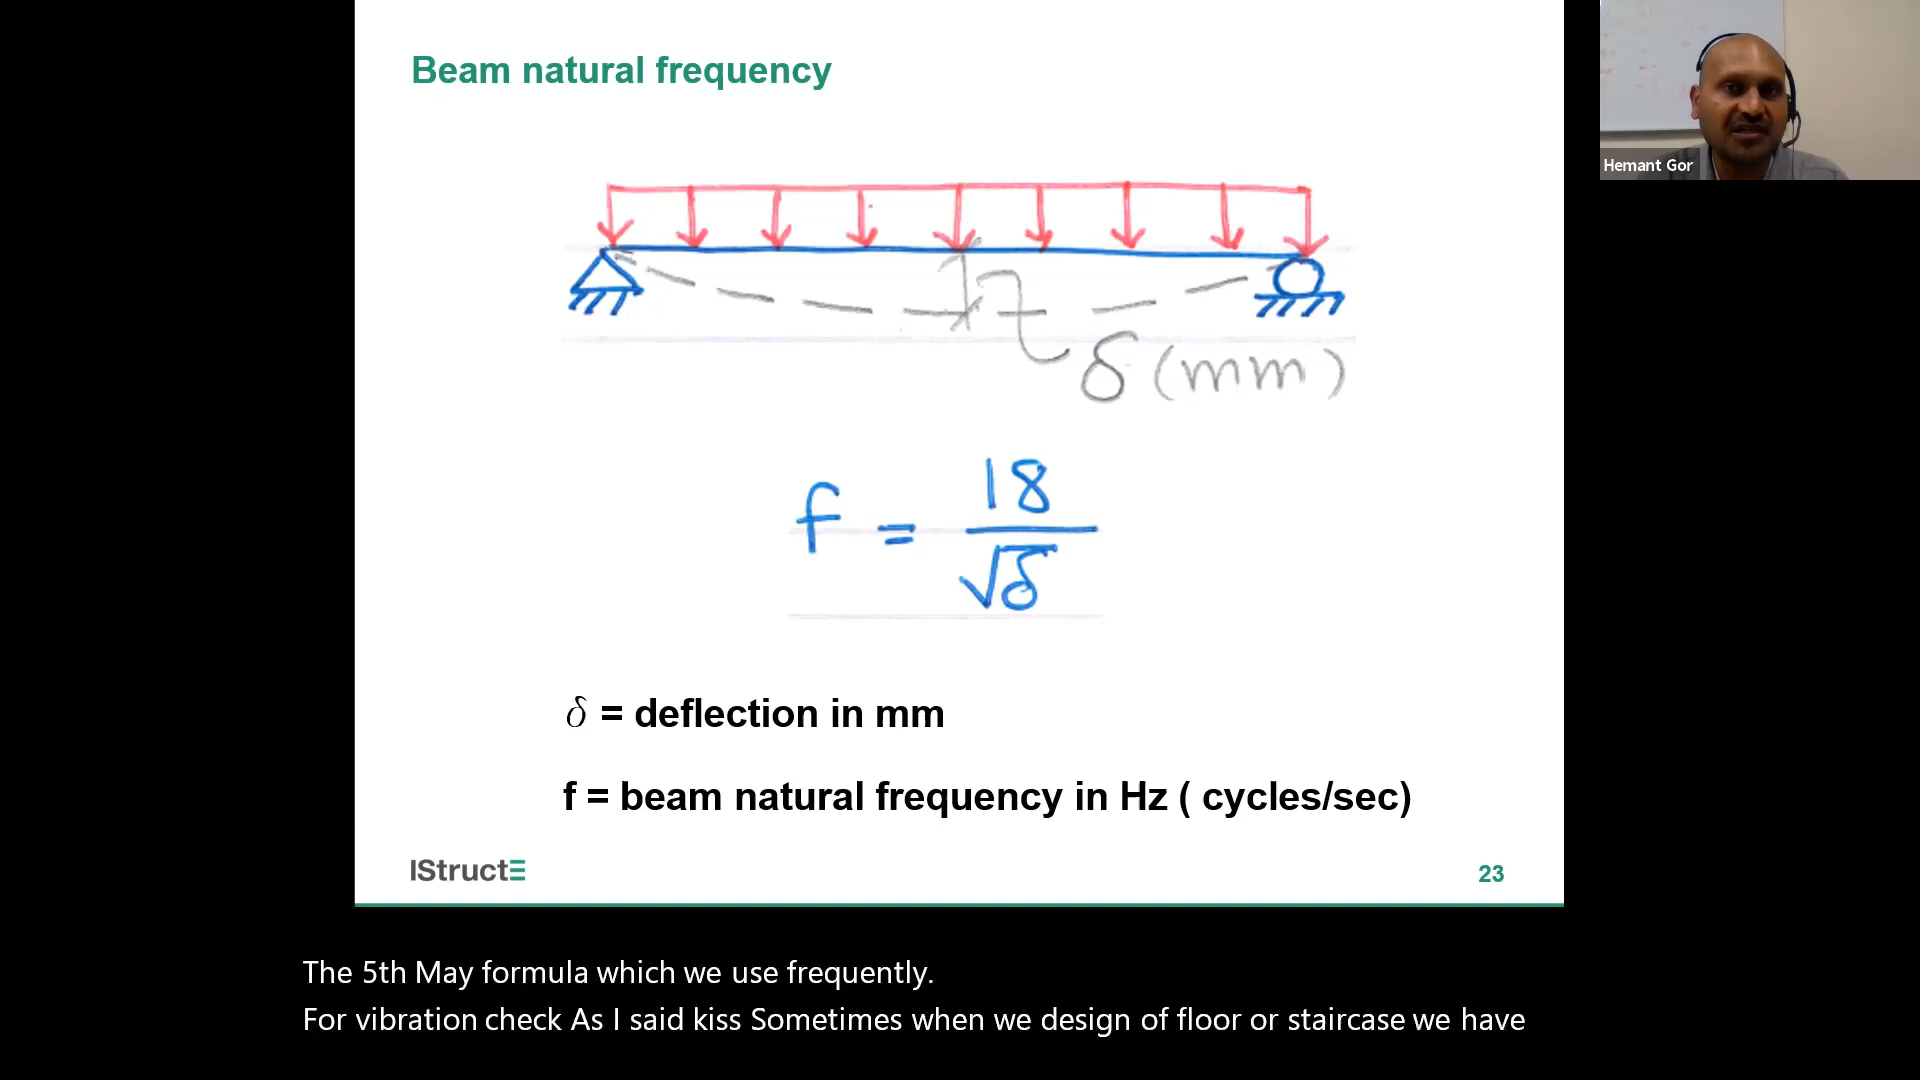 Beam natural frequency
Hemant Gor
δ (mm)
f = 18 / √δ
δ = deflection in mm
f = beam natural frequency in Hz ( cycles/sec)
IStructE
23
The 5th May formula which we use frequently.
For vibration check As I said kiss Sometimes when we design of floor or staircase we have